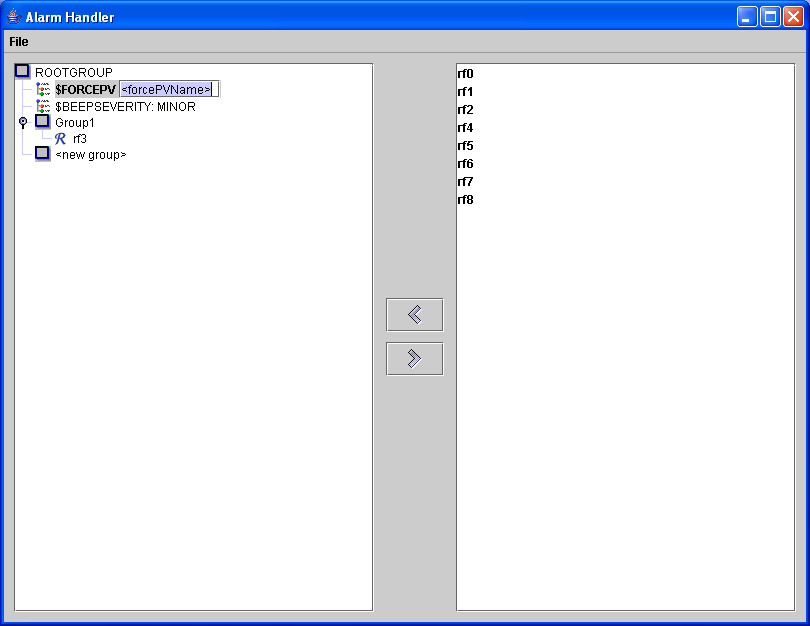 Alarm Handler
File
ROOTGROUP
$FORCEPV <forcePVName>
$BEEPSEVERITY: MINOR
Group1
R rf3
<new group>
rf0
rf1
rf2
rf4
rf5
rf6
rf7
rf8